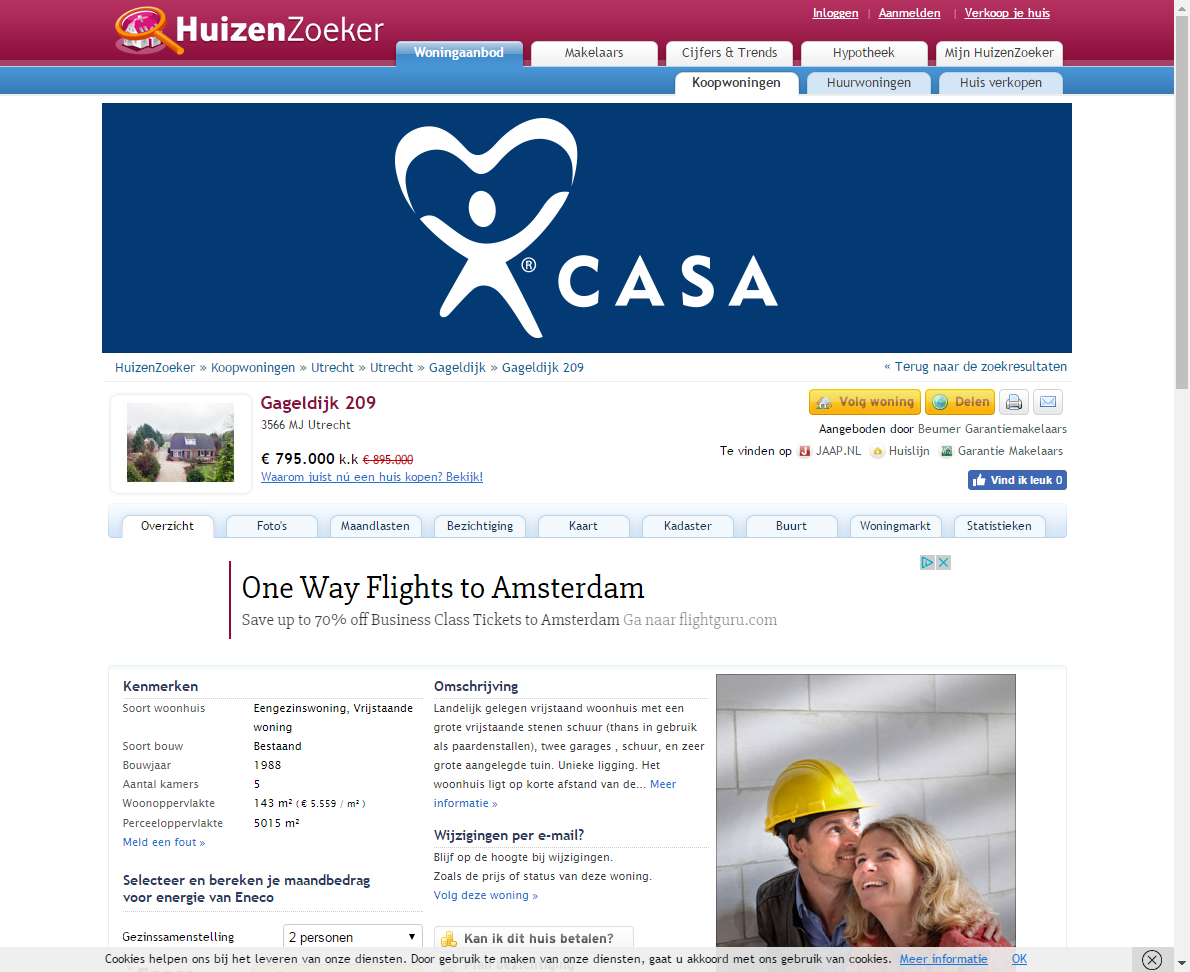 Inloggen | Aanmelden | Verkoop je huis
HuizenZoeker
Woningaanbod Makelaars Cijfers & Trends Hypotheek Mijn HuizenZoeker
Koopwoningen Huurwoningen Huis verkopen
® CASA
HuizenZoeker » Koopwoningen » Utrecht » Utrecht » Gageldijk » Gageldijk 209
« Terug naar de zoekresultaten
Gageldijk 209
3566 MJ Utrecht
€ 795.000 k.k € 895.000
Waarom juist nú een huis kopen? Bekijk!
Volg woning Delen
Aangeboden door Beumer Garantiemakelaars
Te vinden op JAAP.NL Huislijn Garantie Makelaars
Vind ik leuk 0
Overzicht Foto's Maandlasten Bezichtiging Kaart Kadaster Buurt Woningmarkt Statistieken
One Way Flights to Amsterdam
Save up to 70% off Business Class Tickets to Amsterdam Ga naar flightguru.com
Kenmerken
Soort woonhuis Eengezinswoning, Vrijstaande
woning
Soort bouw Bestaand
Bouwjaar 1988
Aantal kamers 5
Woonoppervlakte 143 m² ( € 5.559 / m² )
Perceeloppervlakte 5015 m²
Meld een fout »
Selecteer en bereken je maandbedrag
voor energie van Eneco
Gezinssamenstelling 2 personen
Omschrijving
Landelijk gelegen vrijstaand woonhuis met een
grote vrijstaande stenen schuur (thans in gebruik
als paardenstallen), twee garages , schuur, en zeer
grote aangelegde tuin. Unieke ligging. Het
woonhuis ligt op korte afstand van de... Meer
informatie »
Wijzigingen per e-mail?
Blijf op de hoogte bij wijzigingen.
Zoals de prijs of status van deze woning.
Volg deze woning »
Kan ik dit huis betalen?
Cookies helpen ons bij het leveren van onze diensten. Door gebruik te maken van onze diensten, gaat u akkoord met ons gebruik van cookies. Meer informatie OK